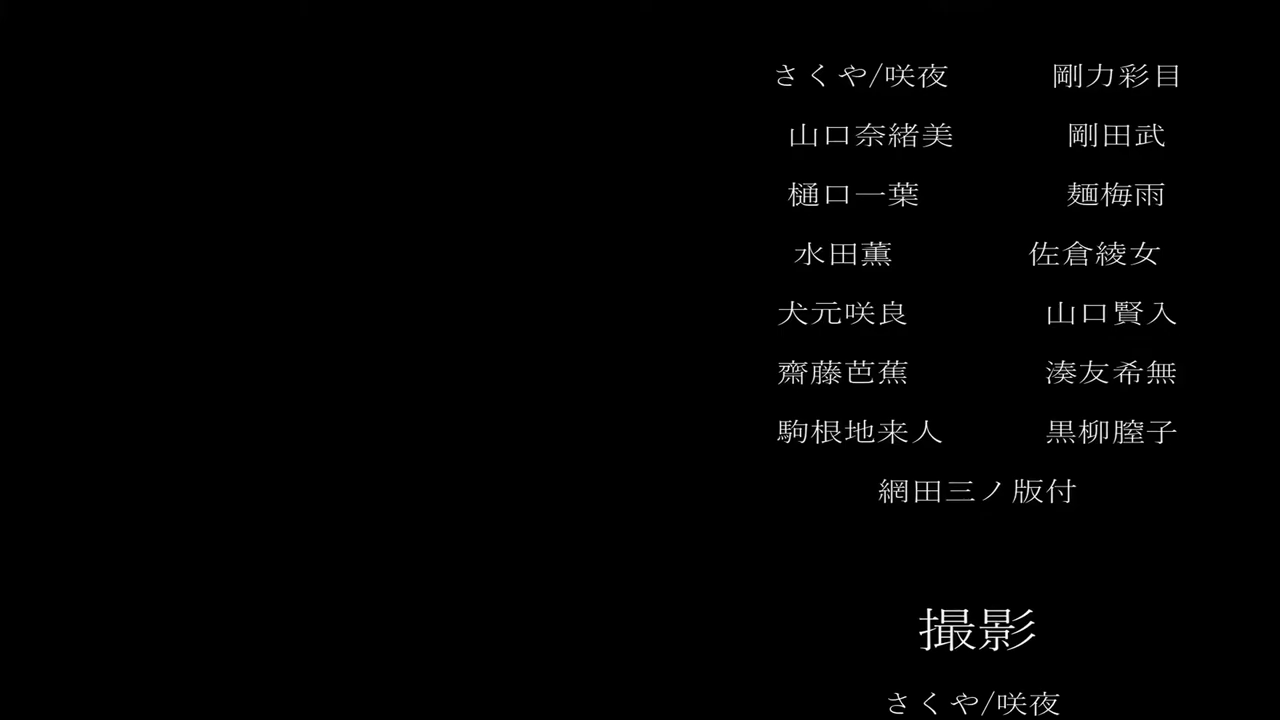 さくや/咲夜 剛力彩目
山口奈緒美 剛田武
樋口一葉 麺梅雨
水田薫 佐倉綾女
犬元咲良 山口賢入
齋藤芭蕉 湊友希無
駒根地来人 黒柳膣子
網田三ノ版付
撮影
さくや/咲夜